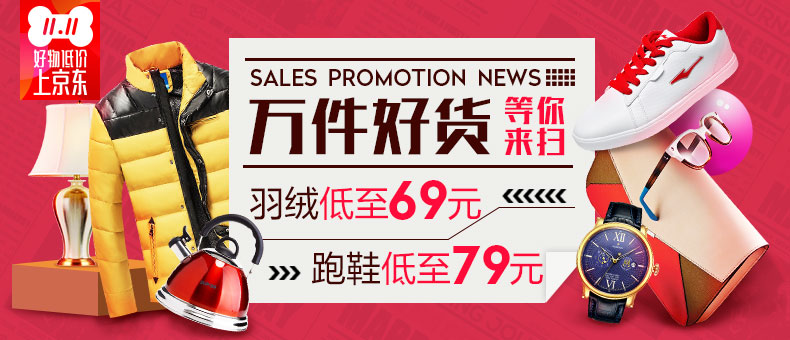 11.11
好物低价
上京东
SALES PROMOTION NEWS
万件好货
等你
来扫
羽绒低至69元
跑鞋低至79元